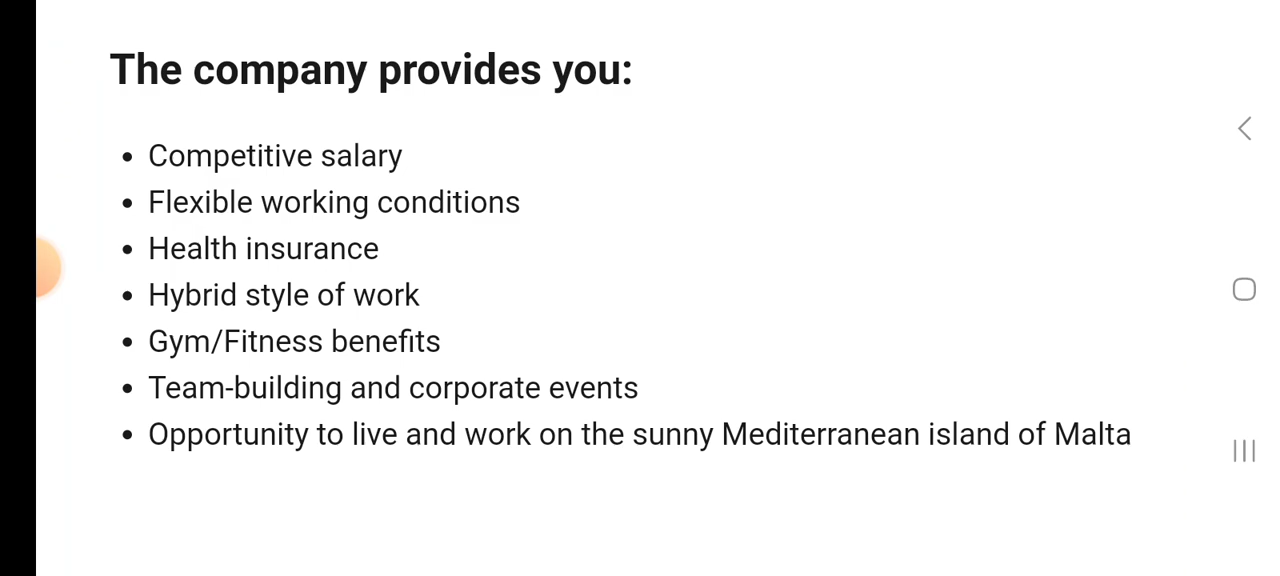 The company provides you:
• Competitive salary
• Flexible working conditions
• Health insurance
• Hybrid style of work
• Gym/Fitness benefits
• Team-building and corporate events
• Opportunity to live and work on the sunny Mediterranean island of Malta